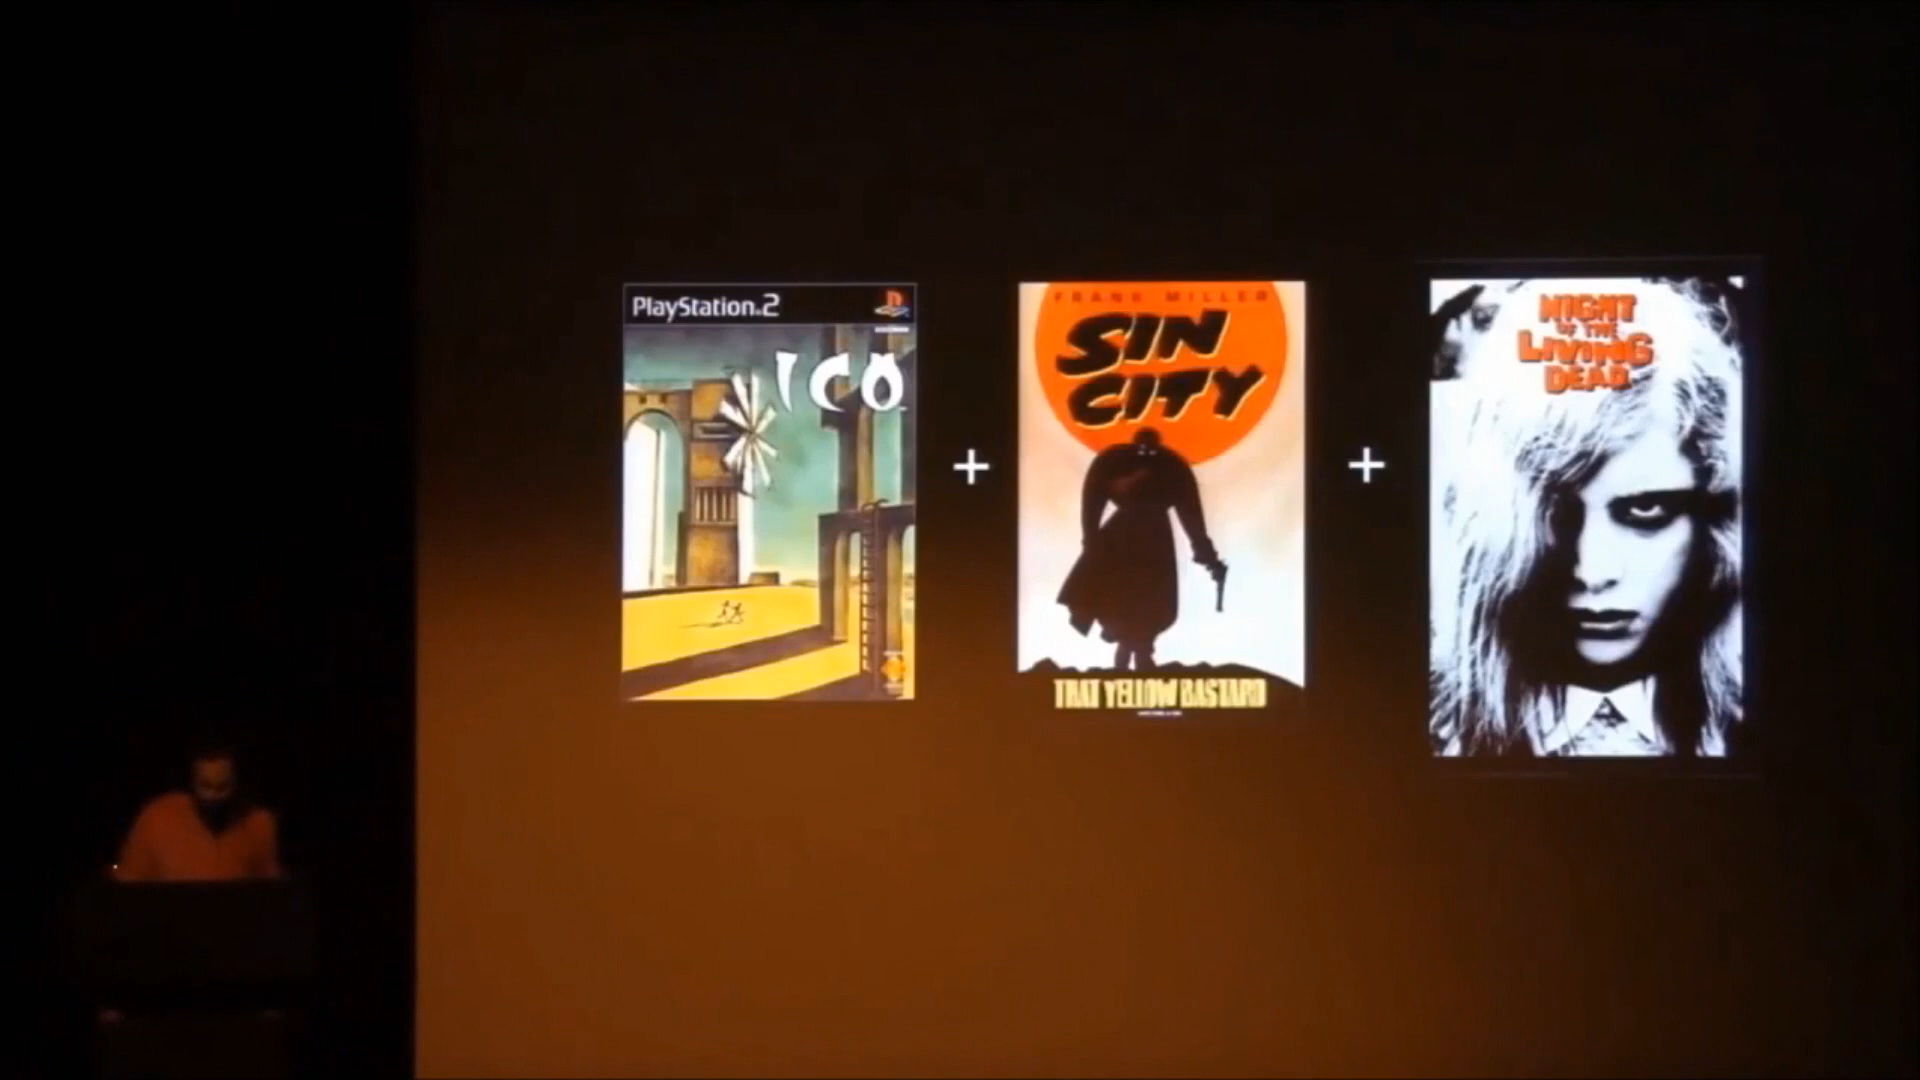 PlayStation.2
ICO
+
FRANK MILLER
SIN
CITY
THAT YELLOW BASTARD
+
NIGHT
OF THE
LIVING
DEAD